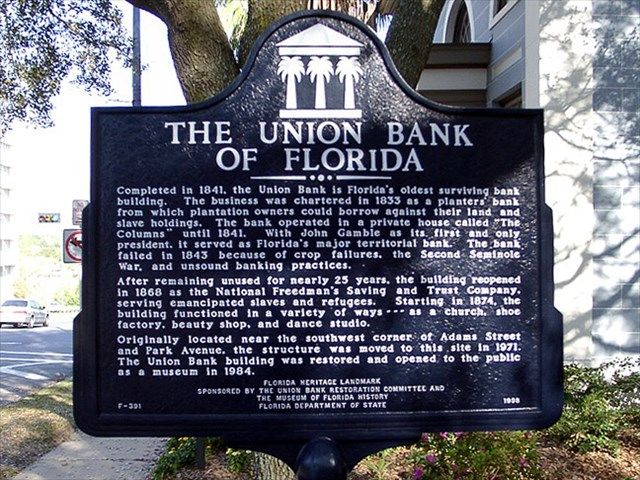 THE UNION BANK
OF FLORIDA
Completed in 1841, the Union Bank is Florida's oldest surviving bank
building. The business was chartered in 1833 as a planters' bank
from which plantation owners could borrow against their land and
slave holdings. The bank operated in a private house called "The
Columns" until 1841. With John Gamble as its first and only
president, it served as Florida's major territorial bank. The bank
failed in 1843 because of crop failures, the Second Seminole
War, and unsound banking practices.
After remaining unused for nearly 25 years, the building reopened
in 1868 as the National Freedman's Saving and Trust Company,
serving emancipated slaves and refugees. Starting in 1874, the
building functioned in a variety of ways --- as a church, shoe
factory, beauty shop, and dance studio.
Originally located near the southwest corner of Adams Street
and Park Avenue, the structure was moved to this site in 1971.
The Union Bank building was restored and opened to the public
as a museum in 1984.
FLORIDA HERITAGE LANDMARK
SPONSORED BY THE UNION BANK RESTORATION COMMITTEE AND
THE MUSEUM OF FLORIDA HISTORY
F-391 FLORIDA DEPARTMENT OF STATE 1998